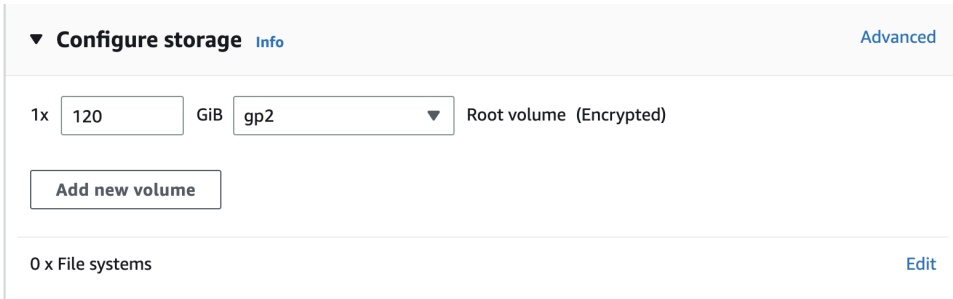 Configure storage Info Advanced
1x 120 GiB gp2 Root volume (Encrypted)
Add new volume
0 x File systems Edit